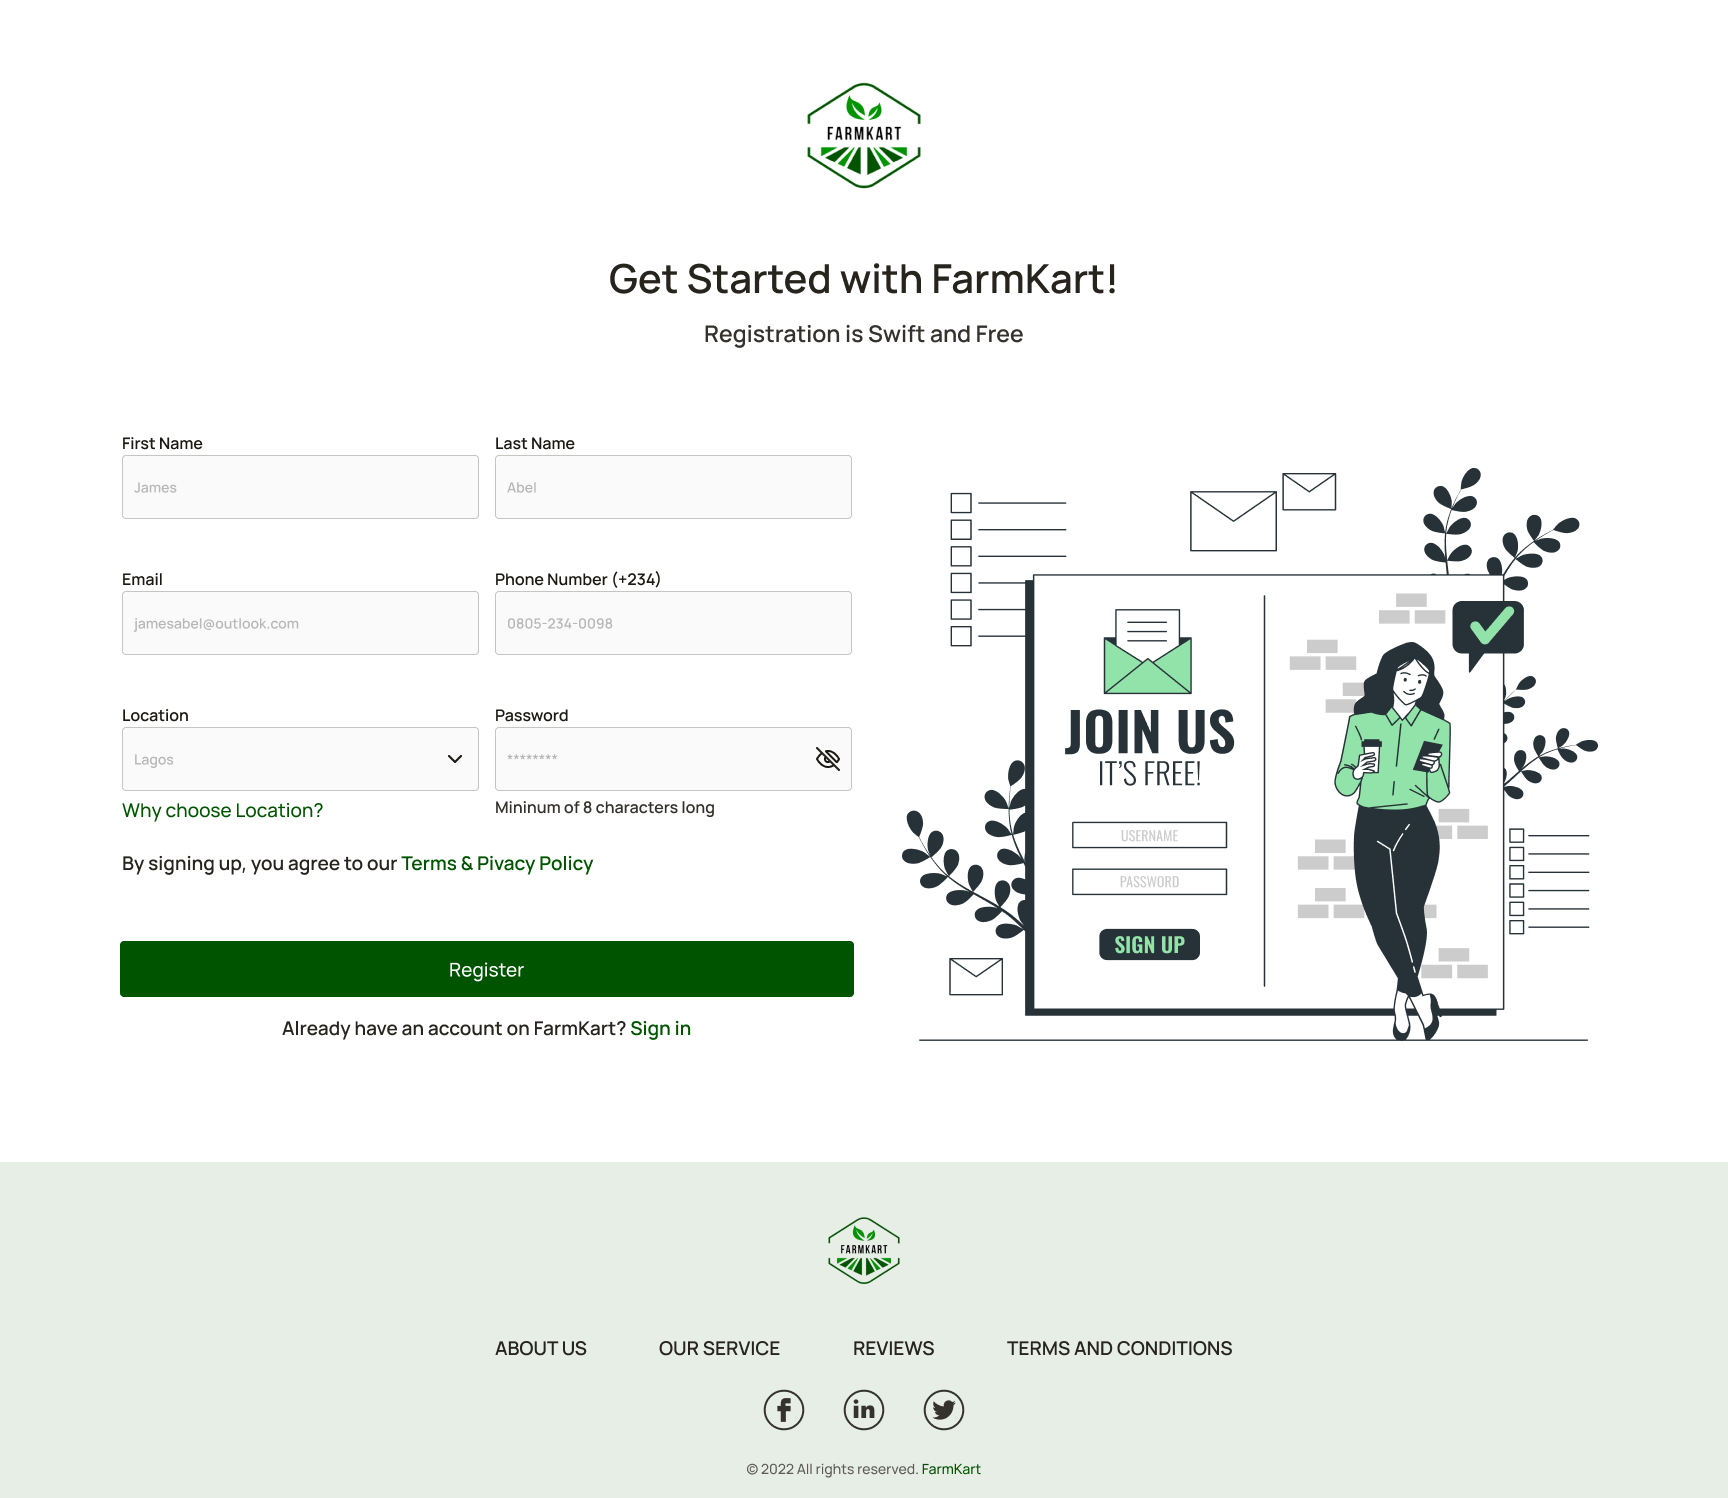 FARMKART
Get Started with FarmKart!
Registration is Swift and Free
First Name
Last Name
James
Abel
Email
Phone Number (+234)
jamesabel@outlook.com
0805-234-0098
Location
Password
Lagos
********
Why choose Location?
Mininum of 8 characters long
By signing up, you agree to our Terms & Pivacy Policy
Register
Already have an account on FarmKart? Sign in
JOIN US
IT'S FREE!
USERNAME
PASSWORD
SIGN UP
FARMKART
ABOUT US
OUR SERVICE
REVIEWS
TERMS AND CONDITIONS
© 2022 All rights reserved. FarmKart